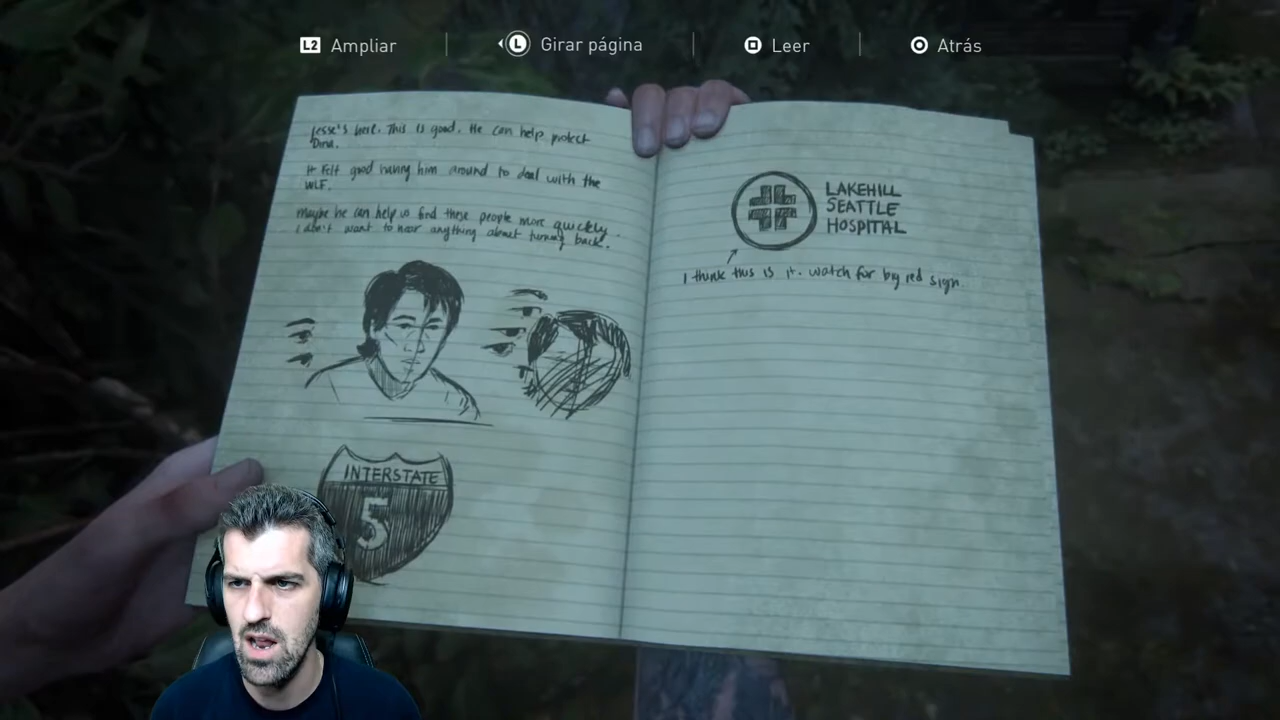 L2 Ampliar
L Girar página
Leer
Atrás
Jesse's here. This is good. He can help protect
Dina.
It felt good having him around to deal with the
WLF.
Maybe he can help us find these people more quickly.
I don't want to hear anything about turning back.
INTERSTATE
5
LAKEHILL
SEATTLE
HOSPITAL
I think this is it. watch for big red sign.